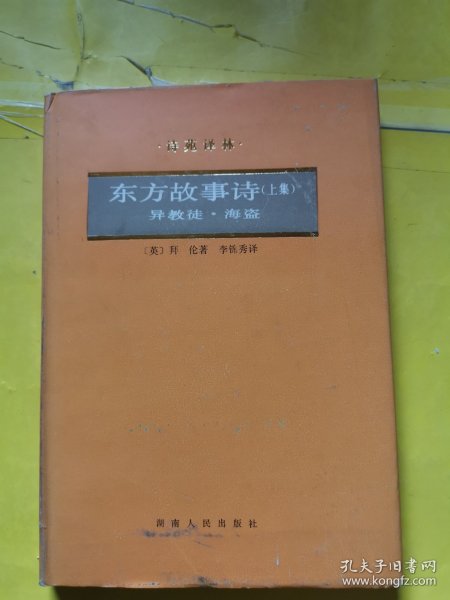 ·诗苑译林·
东方故事诗(上集)
异教徒·海盗
〔英〕拜 伦著 李锦秀译
湖南人民出版社
孔夫子旧书网
www.kongfz.com